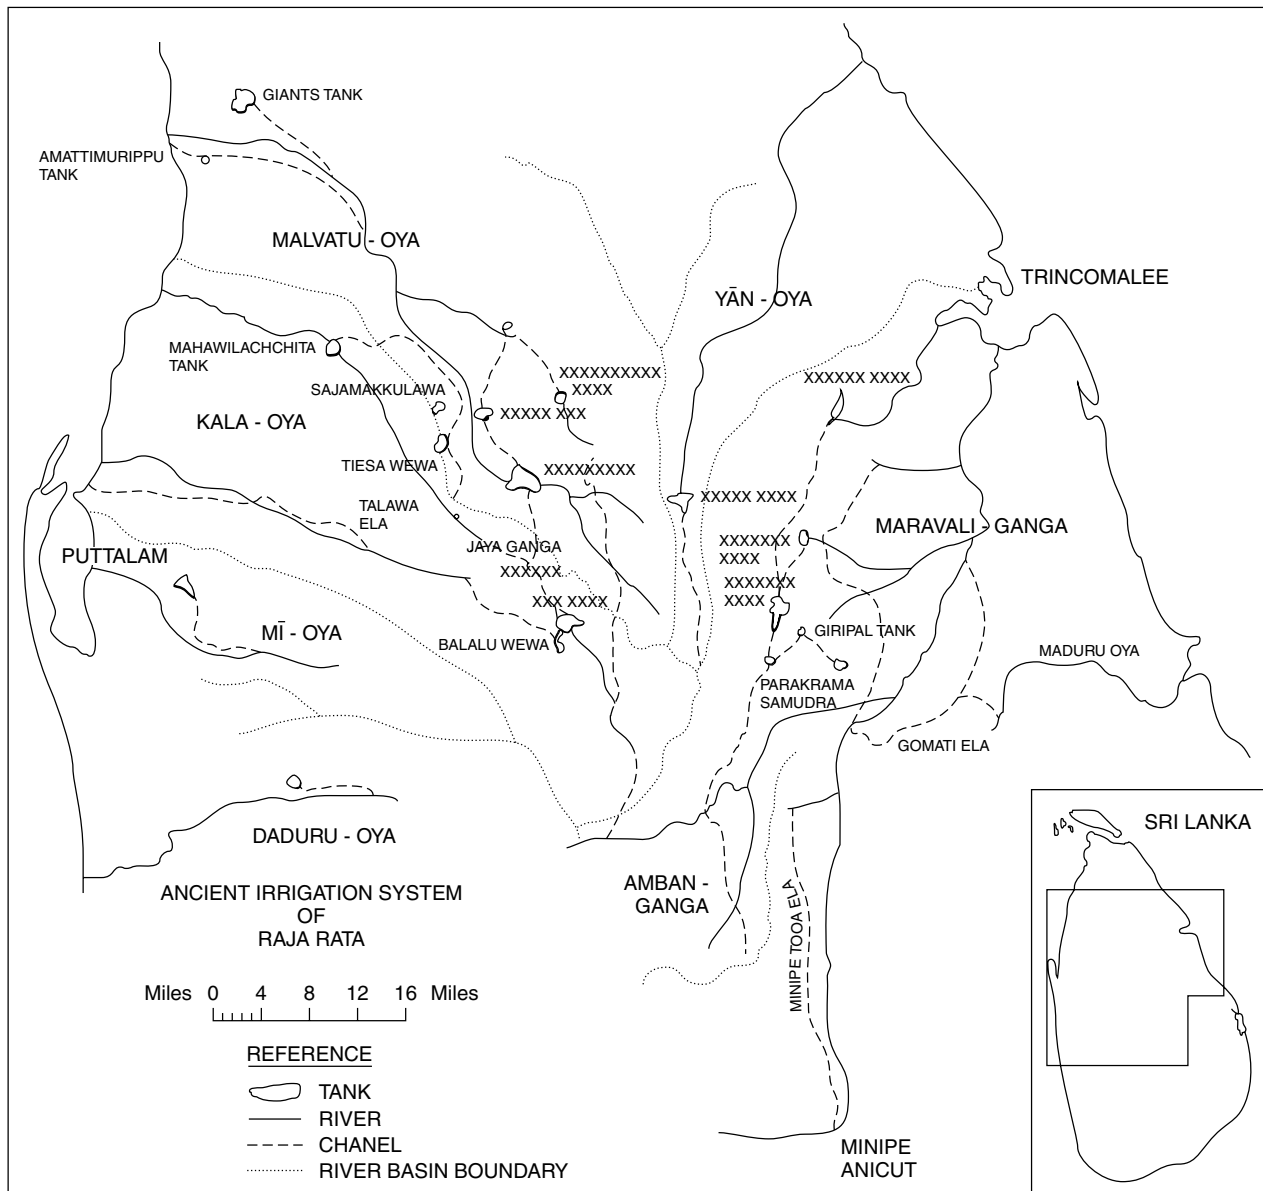 GIANTS TANK
AMATTIMURIPPU
TANK
MALVATU - OYA
TRINCOMALEE
YĀN - OYA
MAHAWILACHCHITA
TANK
XXXXXXXXXX
XXXX
XXXXXX XXXX
SAJAMAKKULAWA
XXXXX XXX
KALA - OYA
TIESA WEWA
XXXXXXXXX
XXXXX XXXX
TALAWA
ELA
MARAVALI - GANGA
XXXXXXX
XXXX
JAYA GANGA
PUTTALAM
XXXXXX
XXXXXXX
XXXX
XXX XXXX
MĪ - OYA
GIRIPAL TANK
BALALU WEWA
MADURU OYA
PARAKRAMA
SAMUDRA
GOMATI ELA
DADURU - OYA
SRI LANKA
AMBAN -
GANGA
MINIPE TOOA ELA
ANCIENT IRRIGATION SYSTEM
OF
RAJA RATA
Miles 0 4 8 12 16 Miles
REFERENCE
TANK
RIVER
CHANEL
RIVER BASIN BOUNDARY
MINIPE
ANICUT